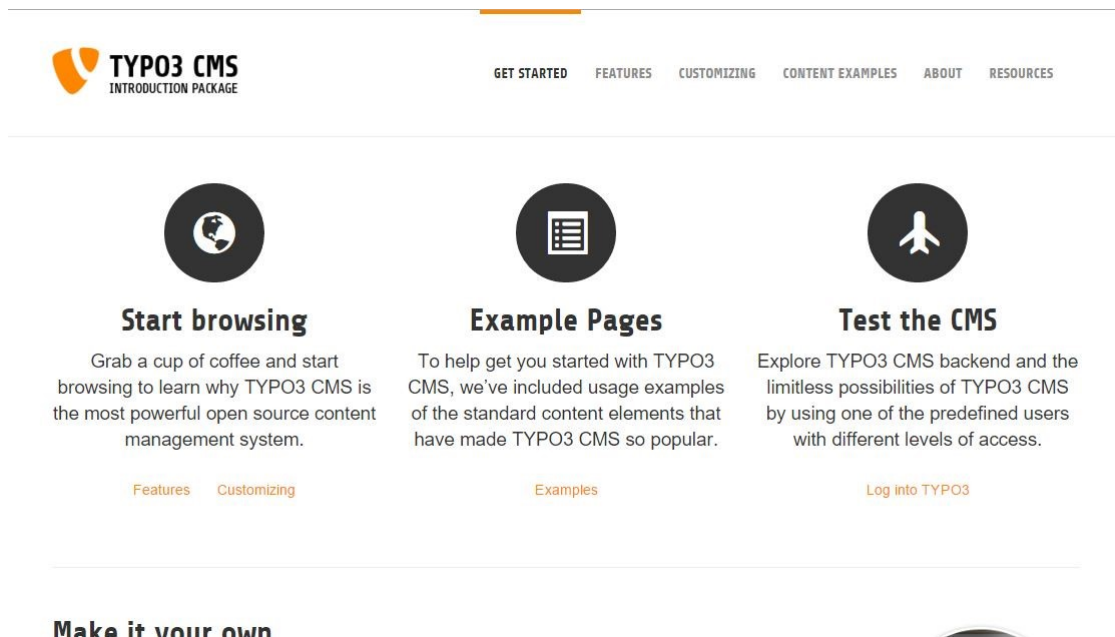 TYPO3 CMS
INTRODUCTION PACKAGE
GET STARTED FEATURES CUSTOMIZING CONTENT EXAMPLES ABOUT RESOURCES
Start browsing
Grab a cup of coffee and start
browsing to learn why TYPO3 CMS is
the most powerful open source content
management system.
Features Customizing
Example Pages
To help get you started with TYPO3
CMS, we've included usage examples
of the standard content elements that
have made TYPO3 CMS so popular.
Examples
Test the CMS
Explore TYPO3 CMS backend and the
limitless possibilities of TYPO3 CMS
by using one of the predefined users
with different levels of access.
Log into TYPO3
Make it your own